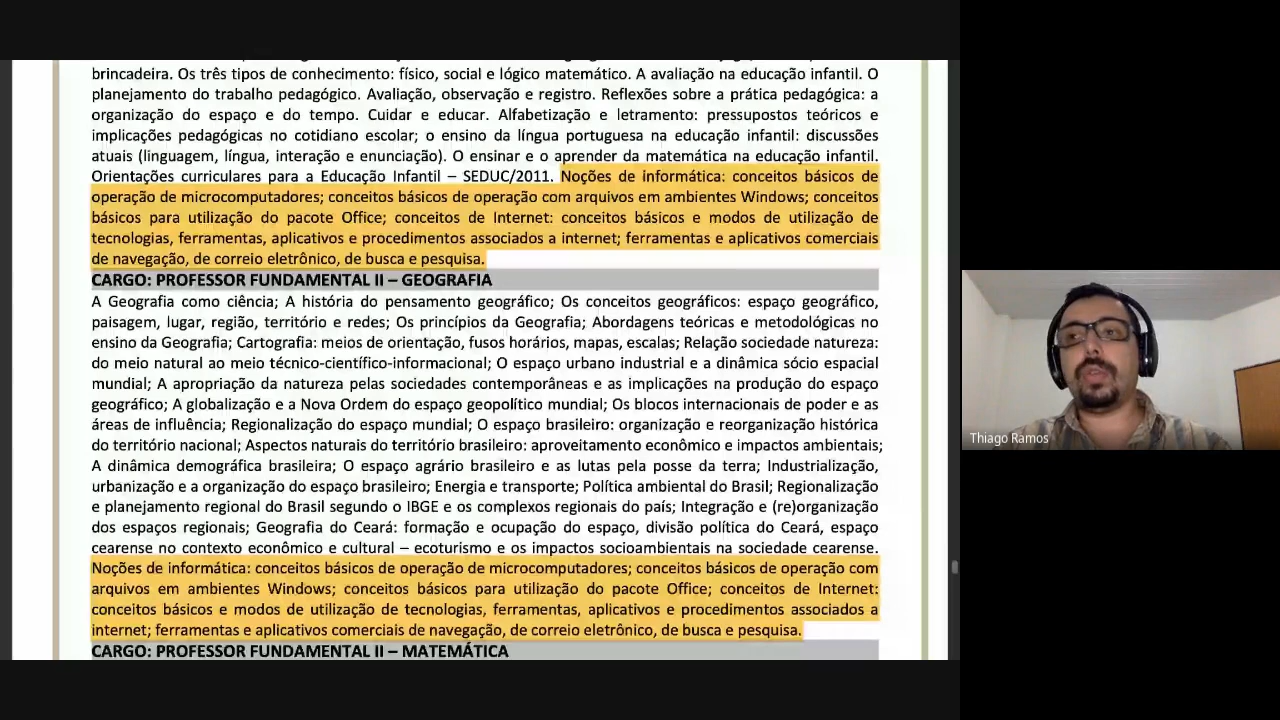 brincadeira. Os três tipos de conhecimento: físico, social e lógico matemático. A avaliação na educação infantil. O
planejamento do trabalho pedagógico. Avaliação, observação e registro. Reflexões sobre a prática pedagógica: a
organização do espaço e do tempo. Cuidar e educar. Alfabetização e letramento: pressupostos teóricos e
implicações pedagógicas no cotidiano escolar; o ensino da língua portuguesa na educação infantil: discussões
atuais (linguagem, língua, interação e enunciação). O ensinar e o aprender da matemática na educação infantil.
Orientações curriculares para a Educação Infantil – SEDUC/2011. Noções de informática: conceitos básicos de
operação de microcomputadores; conceitos básicos de operação com arquivos em ambientes Windows; conceitos
básicos para utilização do pacote Office; conceitos de Internet: conceitos básicos e modos de utilização de
tecnologias, ferramentas, aplicativos e procedimentos associados a internet; ferramentas e aplicativos comerciais
de navegação, de correio eletrônico, de busca e pesquisa.
CARGO: PROFESSOR FUNDAMENTAL II – GEOGRAFIA
A Geografia como ciência; A história do pensamento geográfico; Os conceitos geográficos: espaço geográfico,
paisagem, lugar, região, território e redes; Os princípios da Geografia; Abordagens teóricas e metodológicas no
ensino da Geografia; Cartografia: meios de orientação, fusos horários, mapas, escalas; Relação sociedade natureza:
do meio natural ao meio técnico-científico-informacional; O espaço urbano industrial e a dinâmica sócio espacial
mundial; A apropriação da natureza pelas sociedades contemporâneas e as implicações na produção do espaço
geográfico; A globalização e a Nova Ordem do espaço geopolítico mundial; Os blocos internacionais de poder e as
áreas de influência; Regionalização do espaço mundial; O espaço brasileiro: organização e reorganização histórica
do território nacional; Aspectos naturais do território brasileiro: aproveitamento econômico e impactos ambientais;
A dinâmica demográfica brasileira; O espaço agrário brasileiro e as lutas pela posse da terra; Industrialização,
urbanização e a organização do espaço brasileiro; Energia e transporte; Política ambiental do Brasil; Regionalização
e planejamento regional do Brasil segundo o IBGE e os complexos regionais do país; Integração e (re)organização
dos espaços regionais; Geografia do Ceará: formação e ocupação do espaço, divisão política do Ceará, espaço
cearense no contexto econômico e cultural – ecoturismo e os impactos socioambientais na sociedade cearense.
Noções de informática: conceitos básicos de operação de microcomputadores; conceitos básicos de operação com
arquivos em ambientes Windows; conceitos básicos para utilização do pacote Office; conceitos de Internet:
conceitos básicos e modos de utilização de tecnologias, ferramentas, aplicativos e procedimentos associados a
internet; ferramentas e aplicativos comerciais de navegação, de correio eletrônico, de busca e pesquisa.
CARGO: PROFESSOR FUNDAMENTAL II – MATEMÁTICA
Thiago Ramos